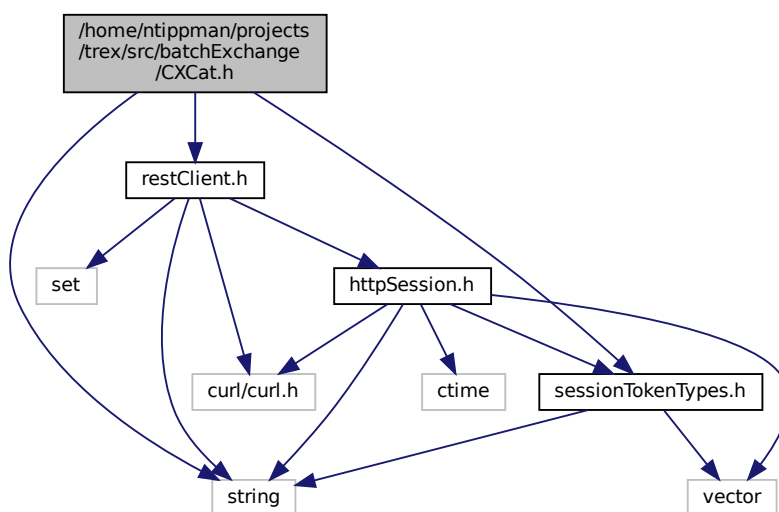 /home/ntippman/projects
/trex/src/batchExchange
/CXCat.h
restClient.h
set
httpSession.h
curl/curl.h
ctime
sessionTokenTypes.h
string
vector